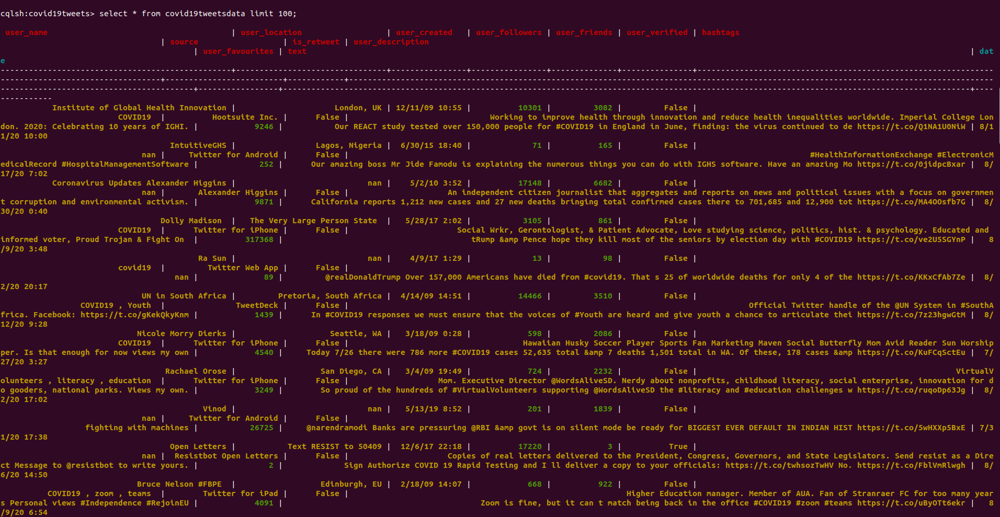 cqlsh:covid19tweets> select * from covid19tweetsdata limit 100;
user_name | user_location | user_created | user_followers | user_friends | user_verified | hashtags
| source | is_retweet | user_description
| user_favourites | text | dat
e
-------------------------------------------------+---------------------------------+-----------------+----------------+--------------+---------------+---------------------------------------------------------------
----------------------------------+-------------------------+------------+-----------------------------------------------------------------------------------------------------------------------------------------
-----------------------------------------+-----------------+--------------------------------------------------------------------------------------------------------------------------------------------------+----
-----------
Institute of Global Health Innovation | London, UK | 12/11/09 10:55 | 10301 | 3082 | False |
COVID19 | Hootsuite Inc. | False | Working to improve health through innovation and reduce health inequalities worldwide. Imperial College Lon
don. 2020: Celebrating 10 years of IGHI. | 9246 | Our REACT study tested over 150,000 people for #COVID19 in England in June, finding: the virus continued to de https://t.co/Q1NA1U0NiW | 8/1
1/20 10:00
IntuitiveGHS | Lagos, Nigeria | 6/30/15 18:40 | 71 | 165 | False |
nan | Twitter for Android | False | #HealthInformationExchange #ElectronicM
edicalRecord #HospitalManagementSoftware | 252 | Our amazing boss Mr Jide Famodu is explaining the numerous things you can do with IGHS software. Have an amazing Mo https://t.co/0jidpcBxar | 8/
17/20 7:02
Coronavirus Updates Alexander Higgins | nan | 5/2/10 3:52 | 17148 | 6682 | False |
nan | Alexander Higgins | False | An independent citizen journalist that aggregates and reports on news and political issues with a focus on governmen
t corruption and environmental activism. | 9871 | California reports 1,212 new cases and 27 new deaths bringing total confirmed cases there to 701,685 and 12,900 tot https://t.co/MA4OOsfb7G | 8/
30/20 0:40
Dolly Madison | The Very Large Person State | 5/28/17 2:02 | 3105 | 861 | False |
COVID19 | Twitter for iPhone | False | Social Wrkr, Gerontologist, & Patient Advocate, Love studying science, politics, hist. & psychology. Educated and
informed voter, Proud Trojan & Fight On | 317368 | tRump &amp Pence hope they kill most of the seniors by election day with #COVID19 https://t.co/ve2U5SGYnP | 8
/9/20 3:48
Ra Sun | nan | 4/9/17 1:29 | 13 | 98 | False |
covid19 | Twitter Web App | False |
nan | 89 | @realDonaldTrump Over 157,000 Americans have died from #covid19. That s 25 of worldwide deaths for only 4 of the https://t.co/KKxCfAb7Ze | 8/
2/20 20:17
UN in South Africa | Pretoria, South Africa | 4/14/09 14:51 | 14466 | 3510 | False |
COVID19 , Youth | TweetDeck | False | Official Twitter handle of the @UN System in #SouthA
frica. Facebook: https://t.co/gKekQkyKnm | 1439 | In #COVID19 responses we must ensure that the voices of #Youth are heard and give youth a chance to articulate thei https://t.co/7z23hgwGtM | 8/
12/20 9:28
Nicole Morry Dierks | Seattle, WA | 3/18/09 0:28 | 598 | 2086 | False |
COVID19 | Twitter for iPhone | False | Hawaiian Husky Soccer Player Sports Fan Marketing Maven Social Butterfly Mom Avid Reader Sun Worship
per. Is that enough for now views my own | 4540 | Today 7/26 there were 786 more #COVID19 cases 52,635 total &amp 7 deaths 1,501 total in WA. Of these, 178 cases &amp https://t.co/KuFCqSctEu | 7/
27/20 3:27
Rachael Orose | San Diego, CA | 3/4/09 19:49 | 724 | 2232 | False | VirtualV
olunteers , literacy , education | Twitter for iPhone | False | Mom. Executive Director @WordsAliveSD. Nerdy about nonprofits, childhood literacy, social enterprise, innovation for d
o gooders, national parks. Views my own. | 3249 | So proud of the hundreds of #VirtualVolunteers supporting @WordsAliveSD the #literacy and #education challenges w https://t.co/ruqoDp63Jg | 8/
2/20 17:02
Vinod | nan | 5/13/19 8:52 | 201 | 1839 | False |
nan | Twitter for Android | False |
fighting with machines | 26725 | @narendramodi Banks are pressuring @RBI &amp govt is on silent mode be ready for BIGGEST EVER DEFAULT IN INDIAN HIST https://t.co/5wHXXp5BxE | 7/3
1/20 17:38
Open Letters | Text RESIST to 50409 | 12/6/17 22:18 | 17220 | 3 | True |
nan | Resistbot Open Letters | False | Copies of real letters delivered to the President, Congress, Governors, and State Legislators. Send resist as a Dire
ct Message to @resistbot to write yours. | 2 | Sign Authorize COVID 19 Rapid Testing and I ll deliver a copy to your officials: https://t.co/twhsozTwHV No. https://t.co/FblVmRlwgh | 8/
6/20 14:50
Bruce Nelson #FBPE | Edinburgh, EU | 2/18/09 14:07 | 668 | 922 | False |
COVID19 , zoom , teams | Twitter for iPad | False | Higher Education manager. Member of AUA. Fan of Stranraer FC for too many year
s Personal views #Independence #RejoinEU | 4091 | Zoom is fine, but it can t match being back in the office #COVID19 #zoom #teams https://t.co/uByOTt6ekr | 8
/9/20 6:54